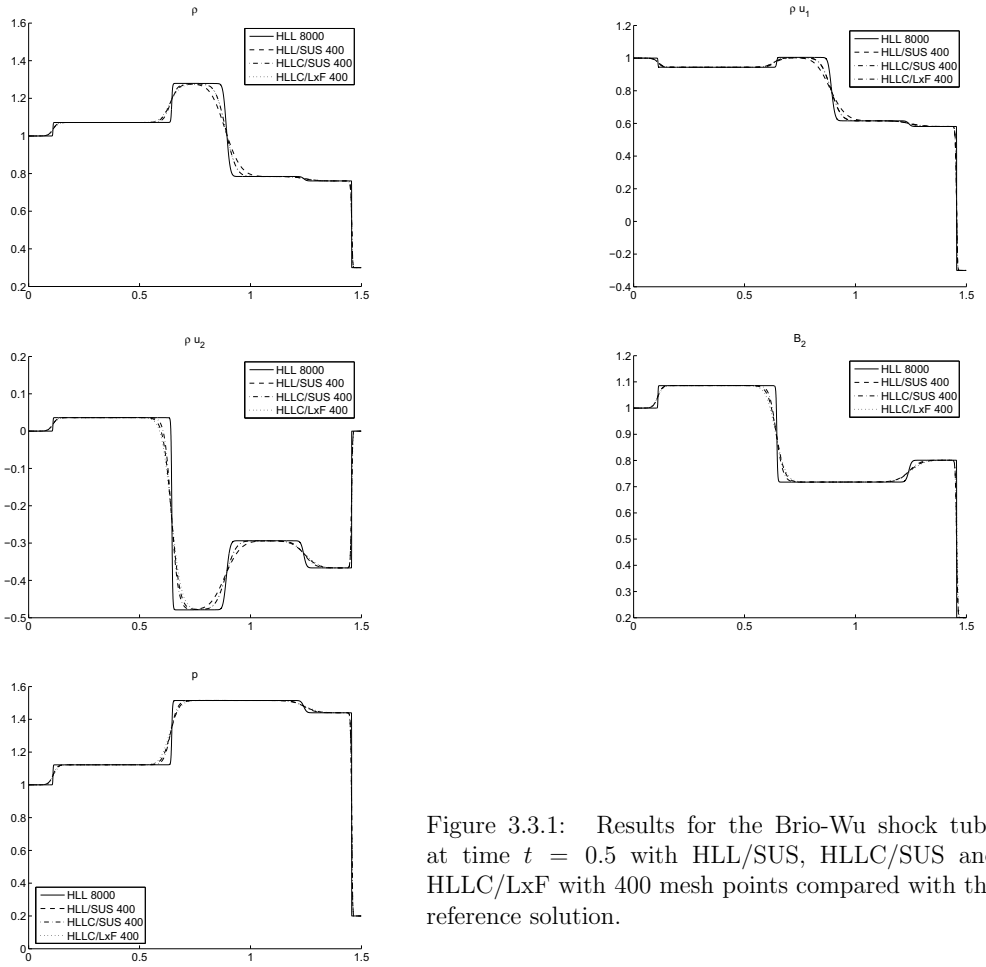 ρ
1.6
1.4
1.2
1
0.8
0.6
0.4
0.2
0
0.5
1
1.5
HLL 8000
HLL/SUS 400
HLLC/SUS 400
HLLC/LxF 400
ρ u1
1.2
1
0.8
0.6
0.4
0.2
0
−0.2
−0.4
0
0.5
1
1.5
HLL 8000
HLL/SUS 400
HLLC/SUS 400
HLLC/LxF 400
ρ u2
0.2
0.1
0
−0.1
−0.2
−0.3
−0.4
−0.5
0
0.5
1
1.5
HLL 8000
HLL/SUS 400
HLLC/SUS 400
HLLC/LxF 400
B2
1.2
1.1
1
0.9
0.8
0.7
0.6
0.5
0.4
0.3
0.2
0
0.5
1
1.5
HLL 8000
HLL/SUS 400
HLLC/SUS 400
HLLC/LxF 400
p
1.6
1.4
1.2
1
0.8
0.6
0.4
0.2
0
0
0.5
1
1.5
HLL 8000
HLL/SUS 400
HLLC/SUS 400
HLLC/LxF 400
Figure 3.3.1: Results for the Brio-Wu shock tub
at time t = 0.5 with HLL/SUS, HLLC/SUS an
HLLC/LxF with 400 mesh points compared with th
reference solution.